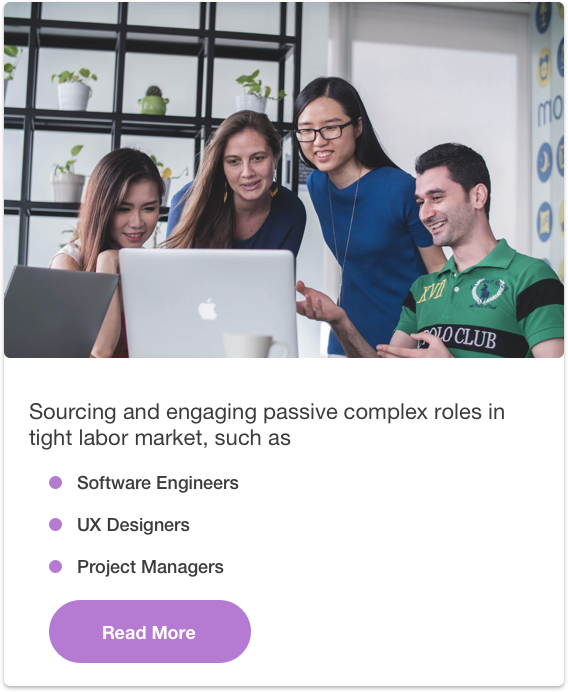 mo
XVII
POLO CLUB
Sourcing and engaging passive complex roles in
tight labor market, such as
Software Engineers
UX Designers
Project Managers
Read More